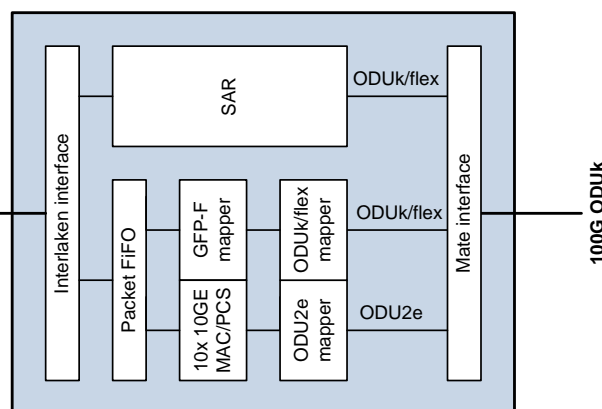 Interlaken interface
SAR
ODUk/flex
Packet FiFO
GFP-F
mapper
ODUk/flex
mapper
ODUk/flex
10x 10GE
MAC/PCS
ODU2e
mapper
ODU2e
Mate interface
100G ODUk